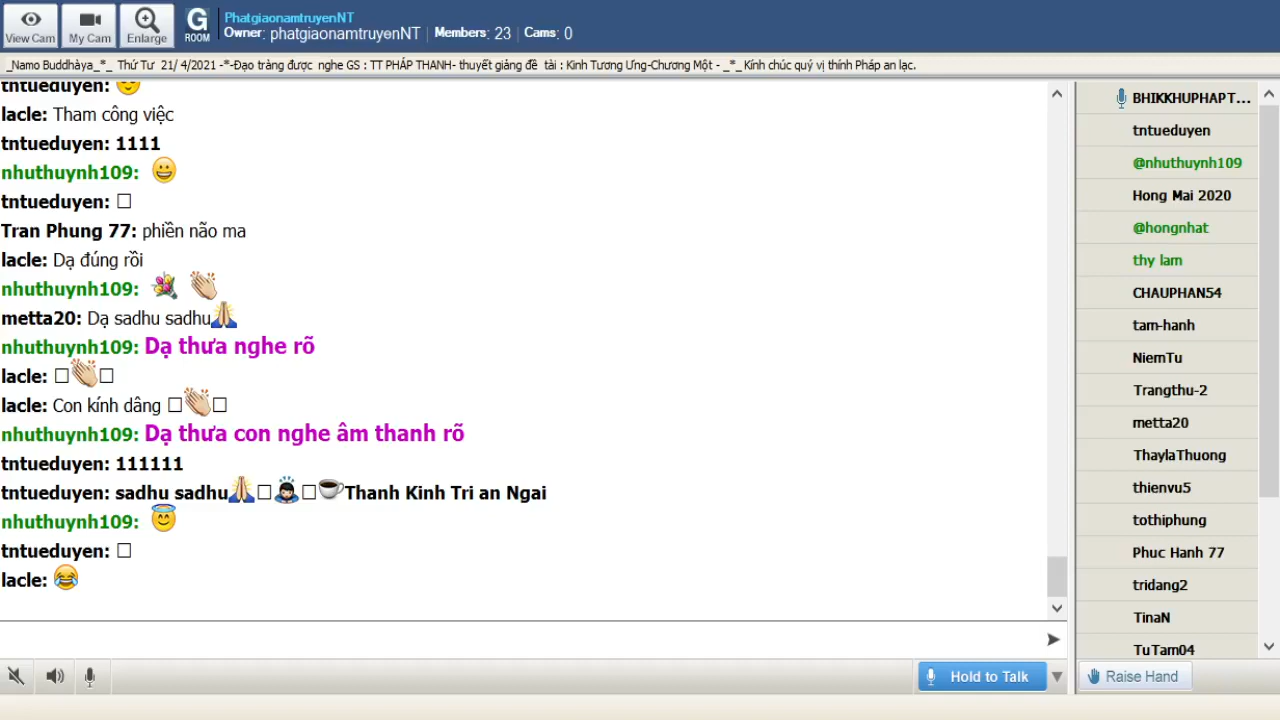 View Cam
My Cam
Enlarge
G
ROOM
PhatgiaonamtruyenNT
Owner: phatgiaonamtruyenNT | Members: 23 | Cams: 0
_Namo Buddhàya_*_ Thứ Tư 21/ 4/2021 -*-Đạo tràng được nghe GS : TT PHÁP THANH- thuyết giảng đề tài : Kinh Tương Ưng-Chương Một - _*_ Kính chúc quý vị thính Pháp an lạc.
tntueduyen: 😇
lacle: Tham công việc
tntueduyen: 1111
nhuthuynh109: 😀
tntueduyen: □
Tran Phung 77: phiền não ma
lacle: Dạ đúng rồi
nhuthuynh109: 💐 👏
metta20: Dạ sadhu sadhu🙏
nhuthuynh109: Dạ thưa nghe rõ
lacle: □👏□
lacle: Con kính dâng □👏□
nhuthuynh109: Dạ thưa con nghe âm thanh rõ
tntueduyen: 111111
tntueduyen: sadhu sadhu🙏□🙇□☕Thanh Kinh Tri an Ngai
nhuthuynh109: 😇
tntueduyen: □
lacle: 😂
BHIKKHUPHAPT...
tntueduyen
@nhuthuynh109
Hong Mai 2020
@hongnhat
thy lam
CHAUPHAN54
tam-hanh
NiemTu
Trangthu-2
metta20
ThaylaThuong
thienvu5
tothiphung
Phuc Hanh 77
tridang2
TinaN
TuTam04
Hold to Talk
Raise Hand